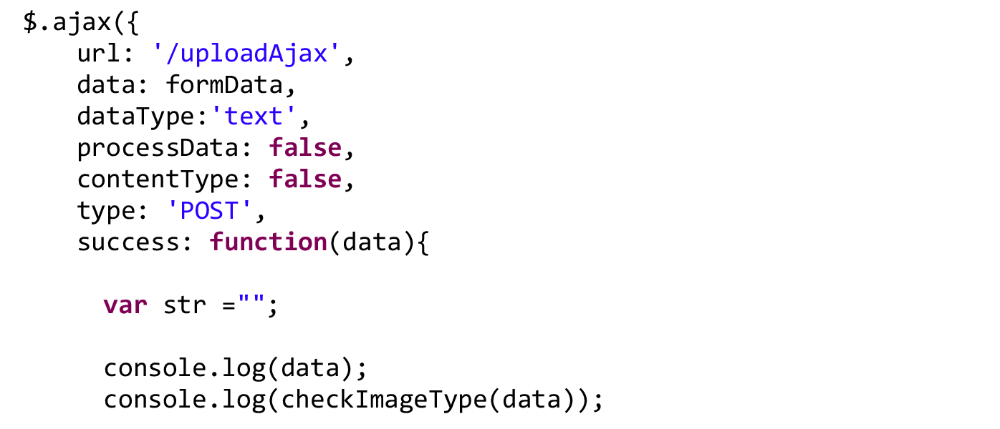 $.ajax({
    url: '/uploadAjax',
    data: formData,
    dataType:'text',
    processData: false,
    contentType: false,
    type: 'POST',
    success: function(data){
      var str ="";
      console.log(data);
      console.log(checkImageType(data));